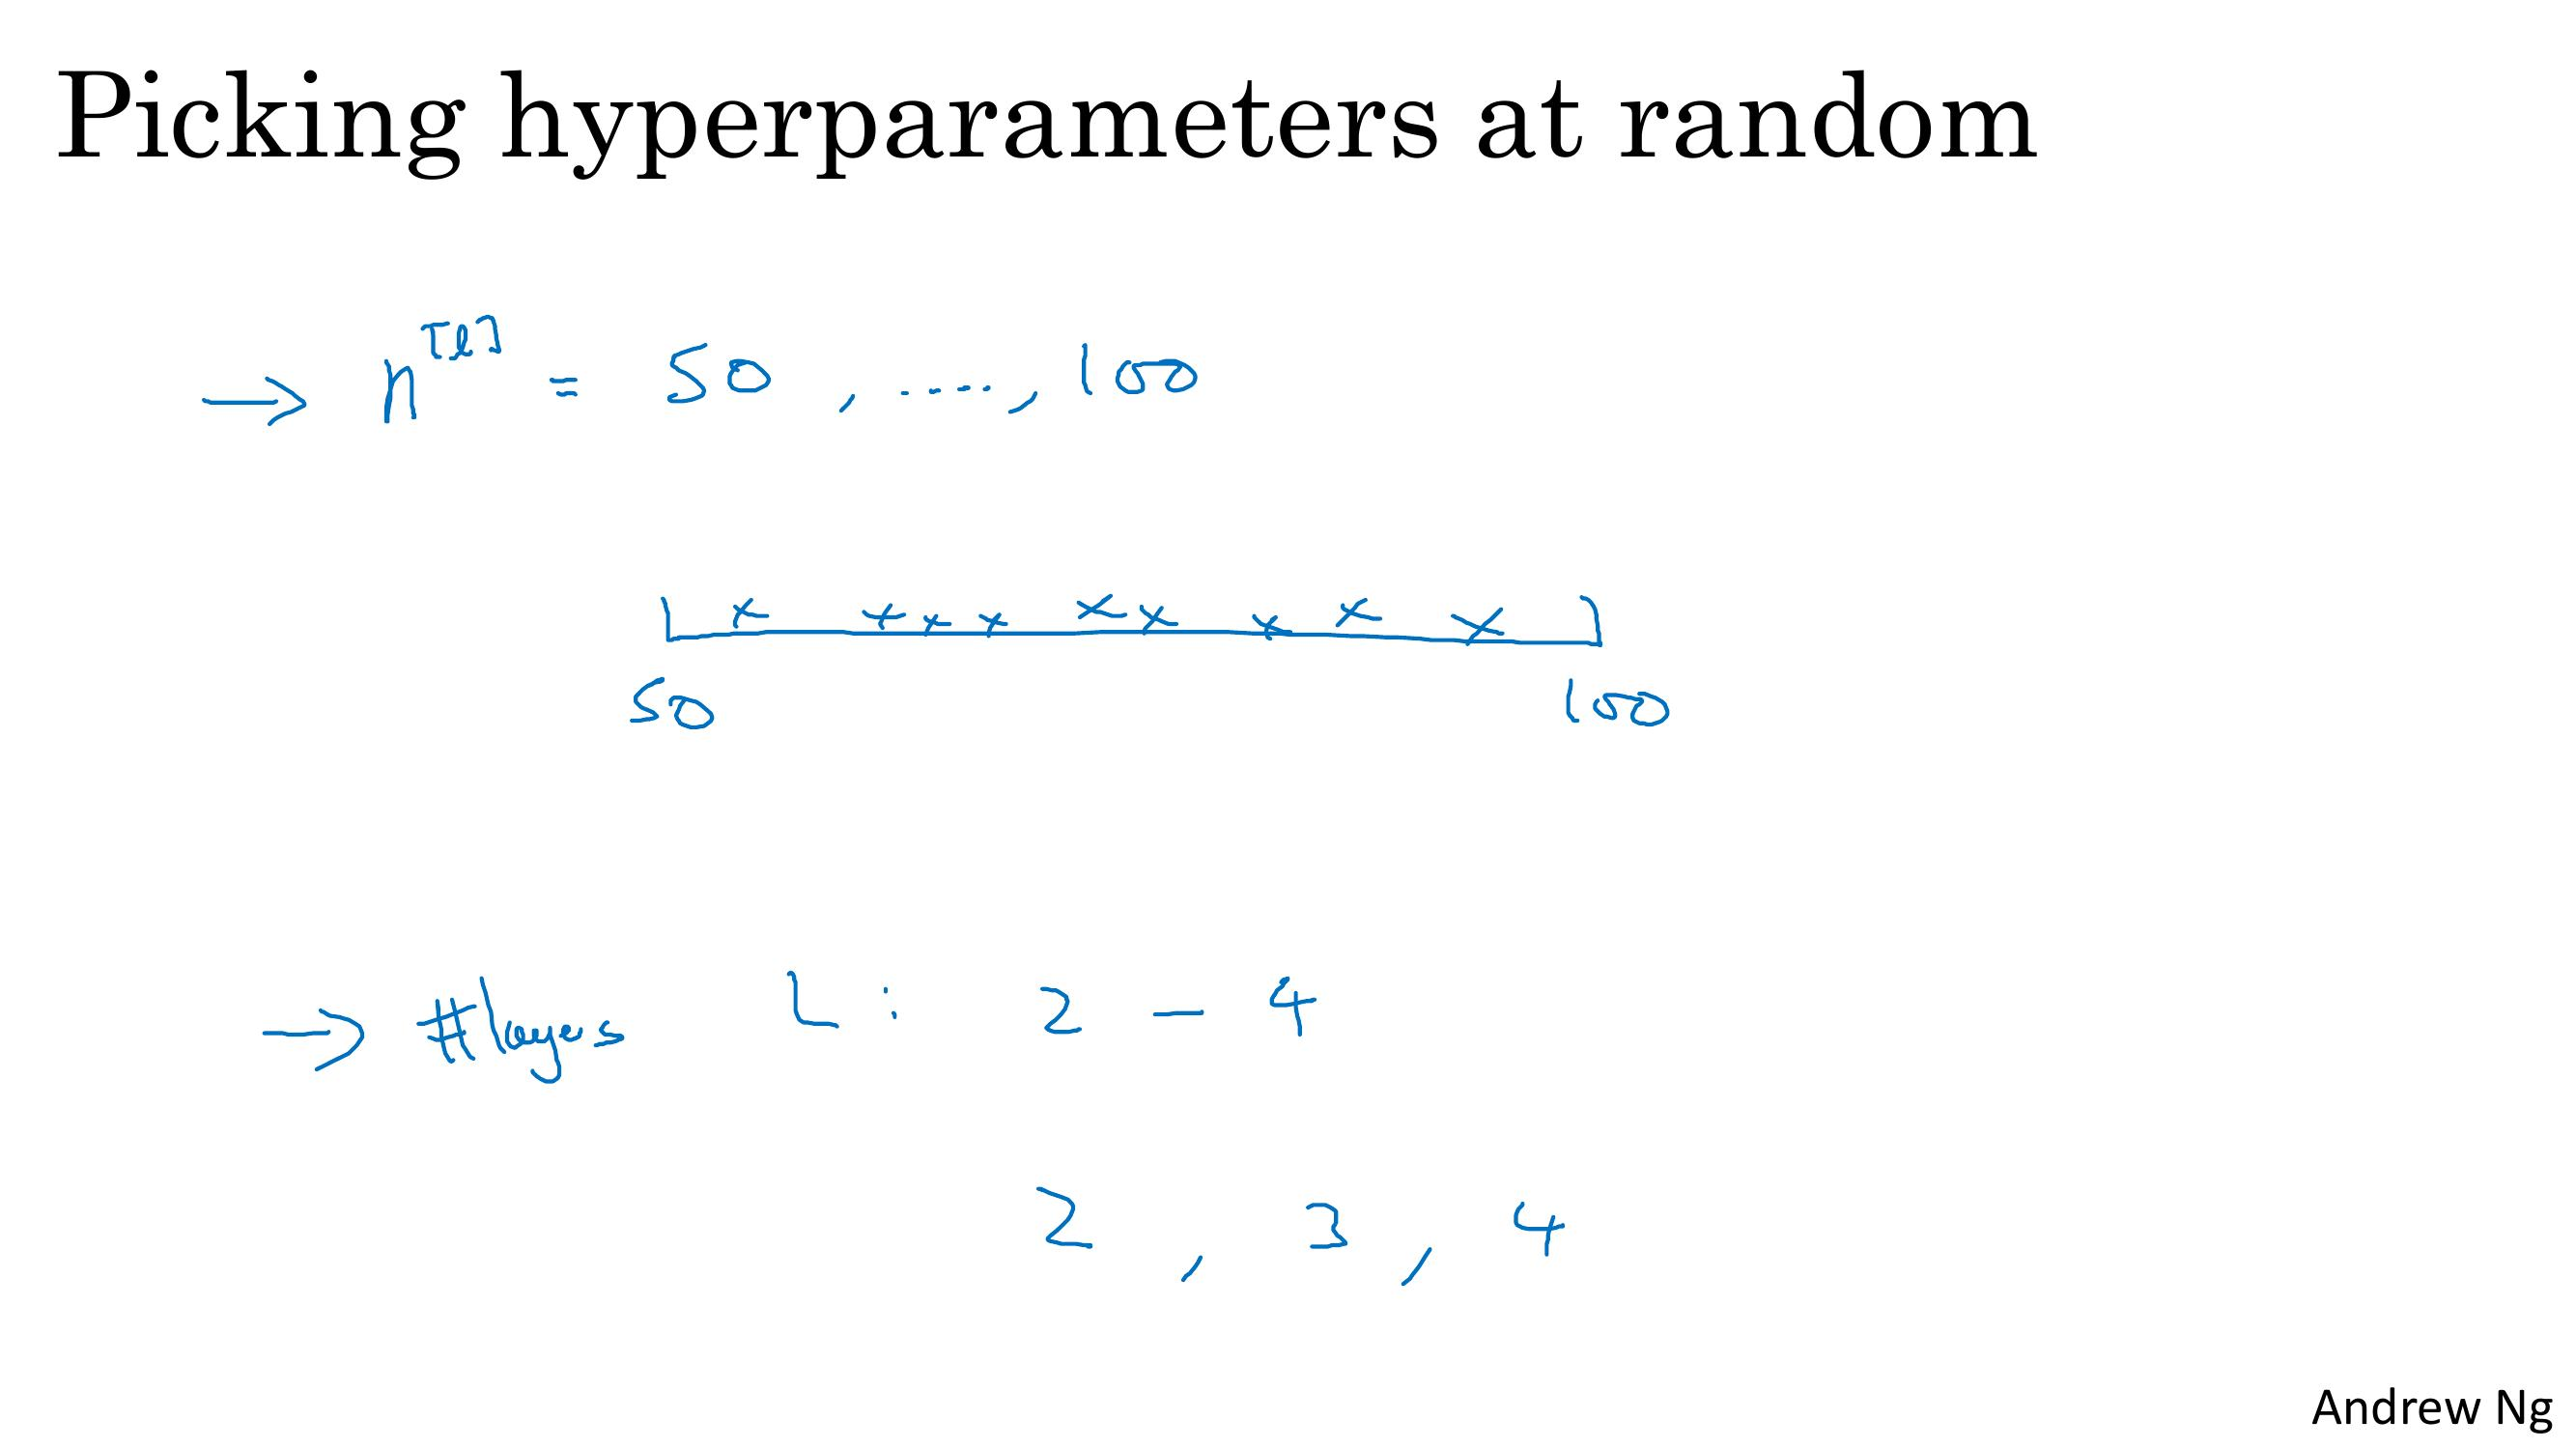 Picking hyperparameters at random
→ n^[l] = 50 , ...., 100
50 100
→ #layers L : 2 - 4
2 , 3 , 4
Andrew Ng